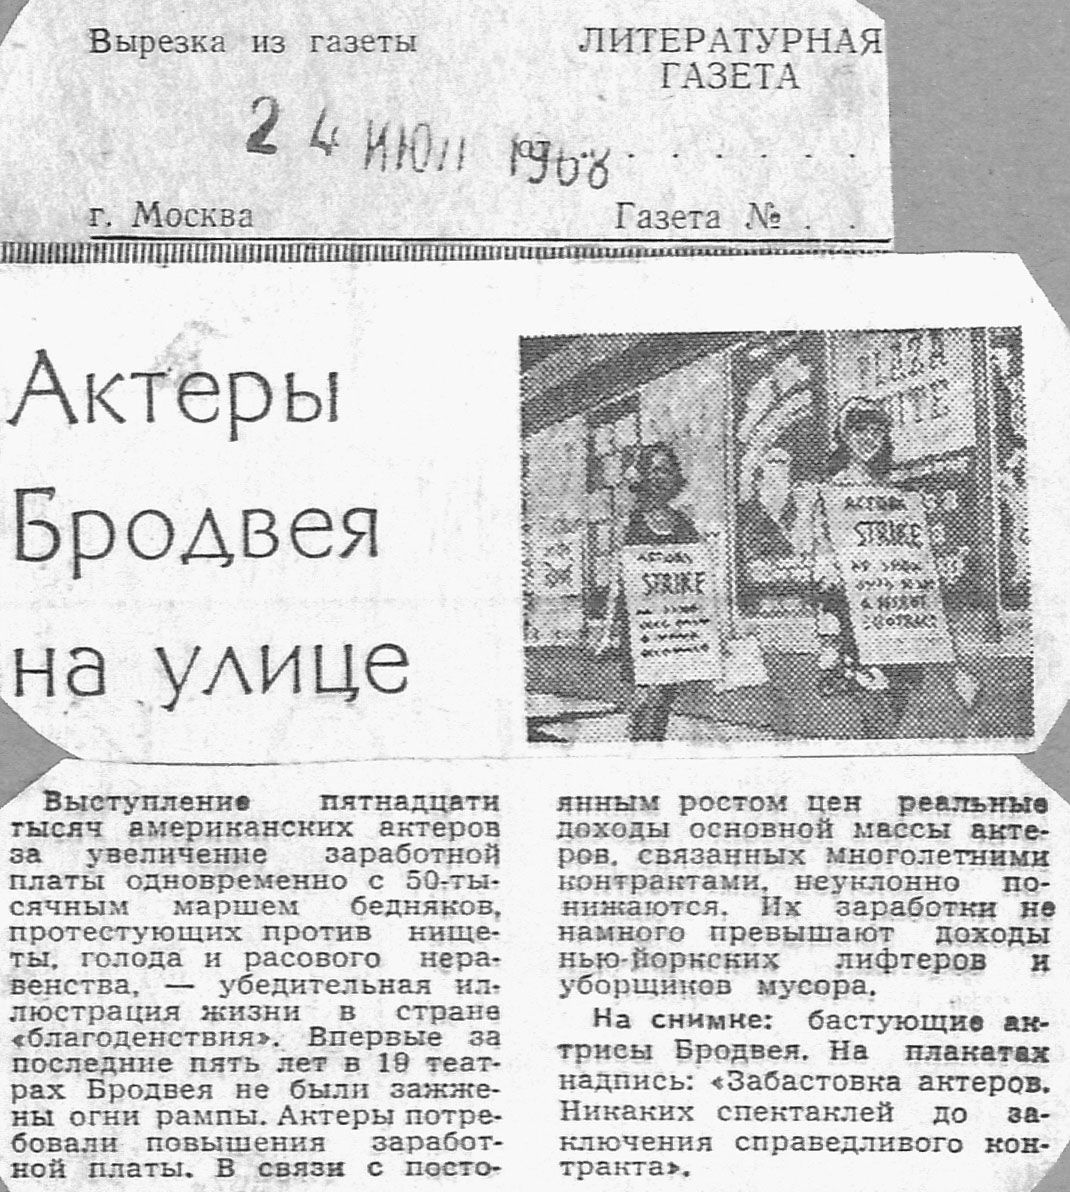 Вырезка из газеты
ЛИТЕРАТУРНАЯ
ГАЗЕТА
24 ИЮН 1968
г. Москва
Газета №
Актеры
Бродвея
на улице
PLAZA
ACTORS
STRIKE
ACTORS
STRIKE
Выступление пятнадцати
тысяч американских актеров
за увеличение заработной
платы одновременно с 50-ты-
сячным маршем бедняков,
протестующих против нище-
ты, голода и расового нера-
венства, — убедительная ил-
люстрация жизни в стране
«благоденствия». Впервые за
последние пять лет в 19 теат-
рах Бродвея не были зажже-
ны огни рампы. Актеры потре-
бовали повышения заработ-
ной платы. В связи с посто-
янным ростом цен реальные
доходы основной массы акте-
ров, связанных многолетними
контрактами, неуклонно по-
нижаются. Их заработки не
намного превышают доходы
нью-йоркских лифтеров и
уборщиков мусора.
На снимке: бастующие ак-
трисы Бродвея. На плакатах
надпись: «Забастовка актеров.
Никаких спектаклей до за-
ключения справедливого кон-
тракта».